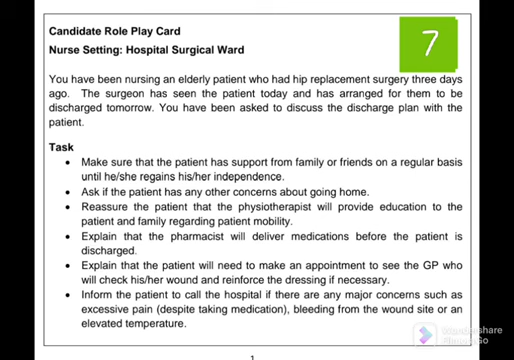 Candidate Role Play Card
Nurse Setting: Hospital Surgical Ward
7
You have been nursing an elderly patient who had hip replacement surgery three days
ago. The surgeon has seen the patient today and has arranged for them to be
discharged tomorrow. You have been asked to discuss the discharge plan with the
patient.
Task
• Make sure that the patient has support from family or friends on a regular basis
until he/she regains his/her independence.
• Ask if the patient has any other concerns about going home.
• Reassure the patient that the physiotherapist will provide education to the
patient and family regarding patient mobility.
• Explain that the pharmacist will deliver medications before the patient is
discharged.
• Explain that the patient will need to make an appointment to see the GP who
will check his/her wound and reinforce the dressing if necessary.
• Inform the patient to call the hospital if there are any major concerns such as
excessive pain (despite taking medication), bleeding from the wound site or an
elevated temperature.
Wondershare
1